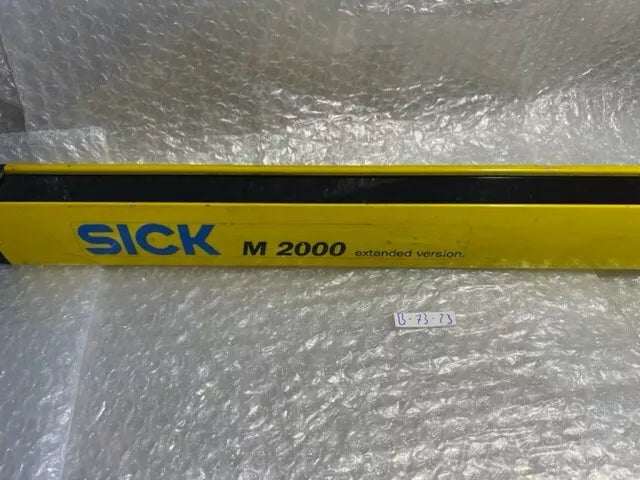 SICK M 2000 extended version.
B-73-23